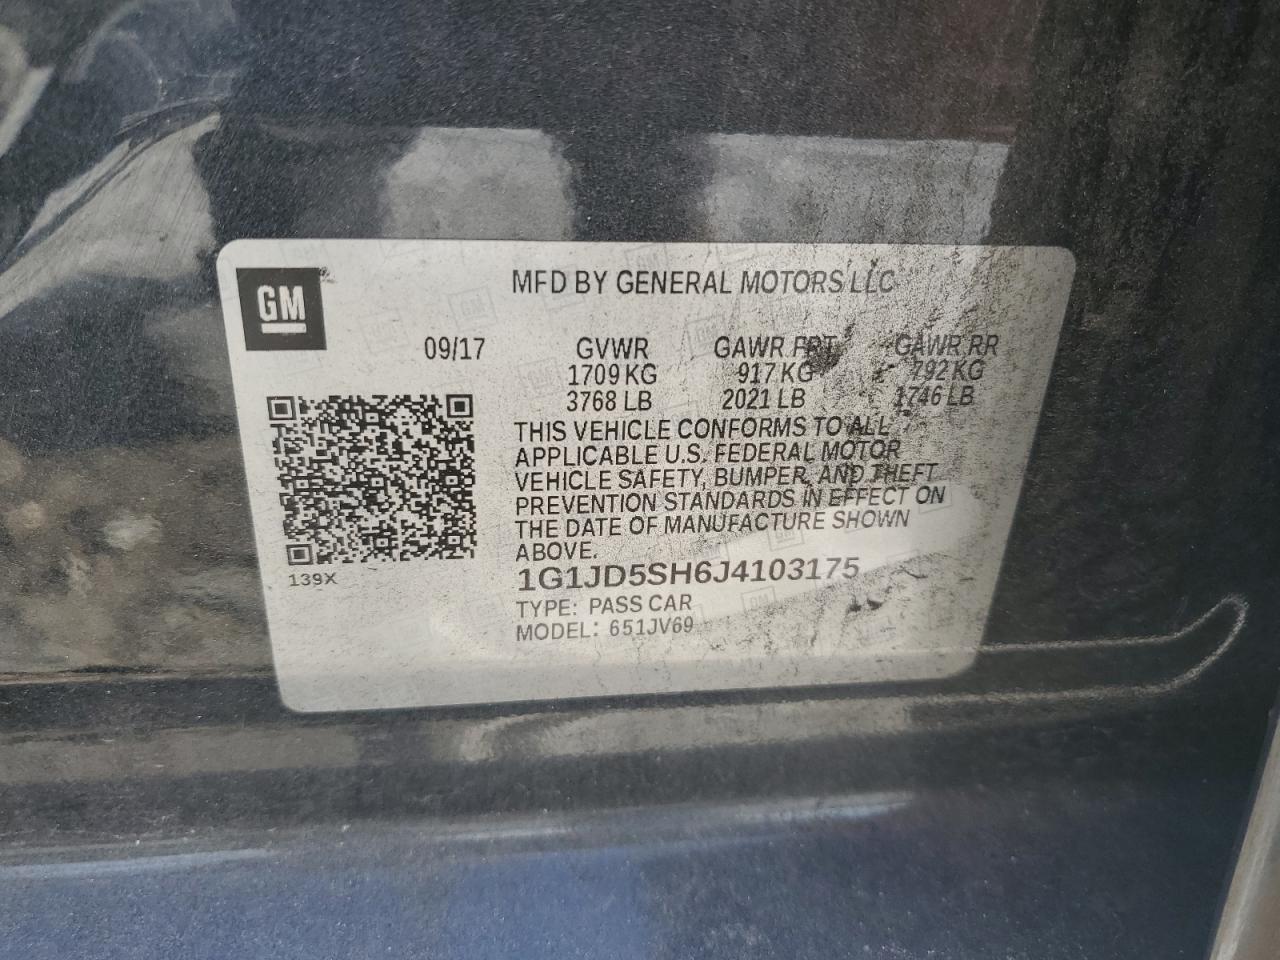 GM
MFD BY GENERAL MOTORS LLC
09/17 GVWR GAWR FRT GAWR RR
1709 KG 917 KG 792 KG
3768 LB 2021 LB 1746 LB
THIS VEHICLE CONFORMS TO ALL
APPLICABLE U.S. FEDERAL MOTOR
VEHICLE SAFETY, BUMPER, AND THEFT
PREVENTION STANDARDS IN EFFECT ON
THE DATE OF MANUFACTURE SHOWN
ABOVE.
139X
1G1JD5SH6J4103175
TYPE: PASS CAR
MODEL: 651JV69